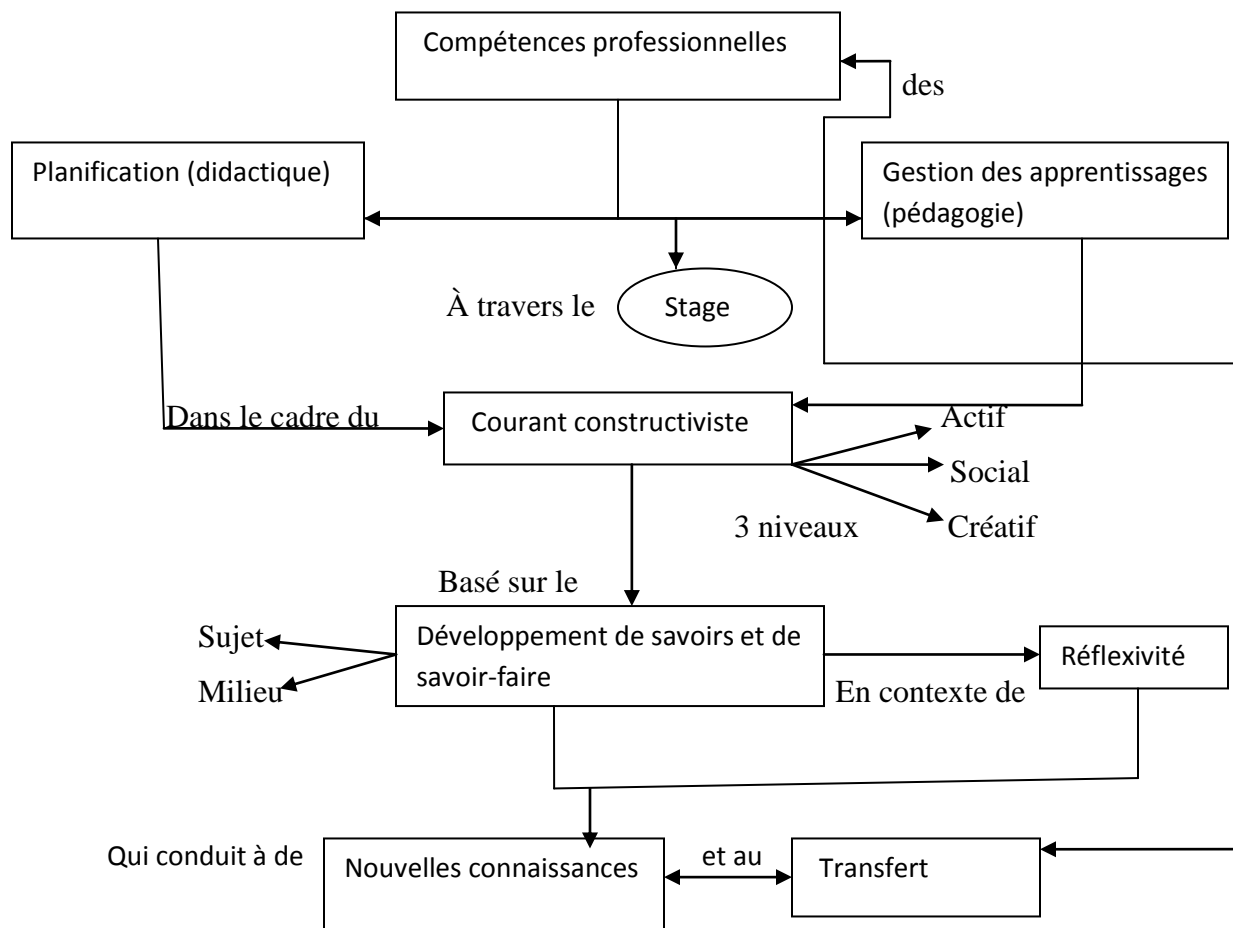 Compétences professionnelles
des
Planification (didactique)
Gestion des apprentissages
(pédagogie)
À travers le
Stage
Dans le cadre du
Courant constructiviste
Actif
Social
3 niveaux
Créatif
Basé sur le
Sujet
Milieu
Développement de savoirs et de
savoir-faire
En contexte de
Réflexivité
Qui conduit à de
Nouvelles connaissances
et au
Transfert